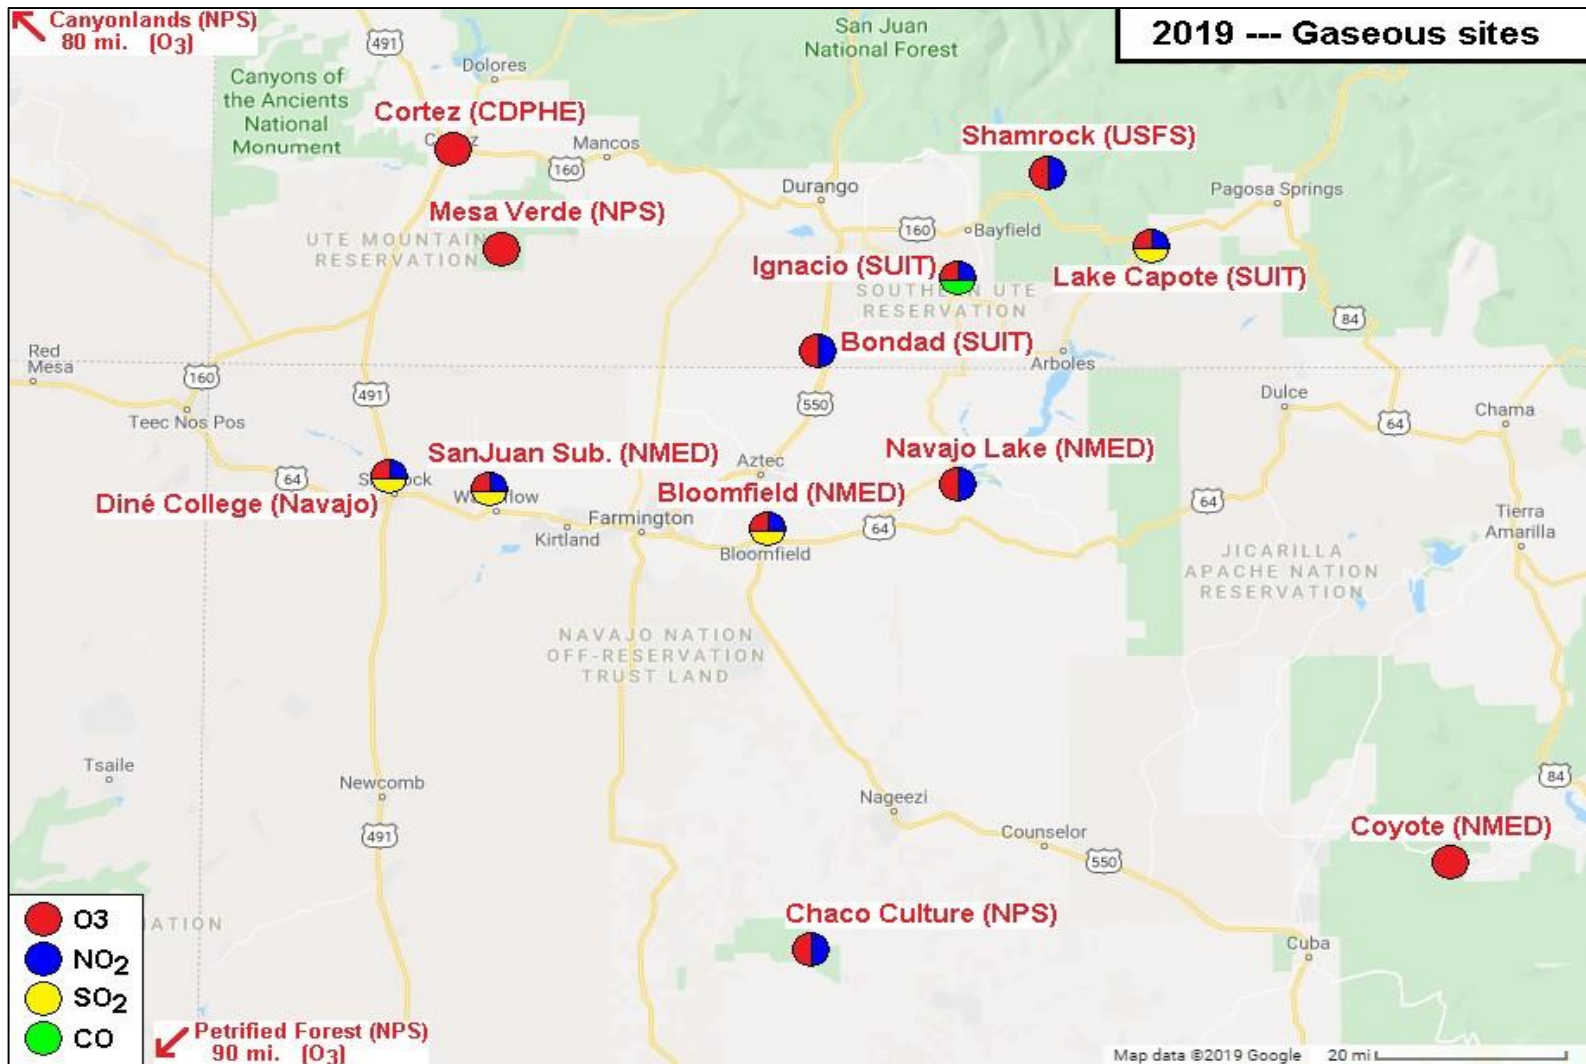 Canyonlands (NPS)
80 mi. (O3)
2019 --- Gaseous sites
San Juan
National Forest
491
Dolores
Canyons of
the Ancients
National
Monument
Cortez (CDPHE)
Mancos
160
Shamrock (USFS)
Durango
Pagosa Springs
Mesa Verde (NPS)
160
Bayfield
UTE MOUNTAIN
RESERVATION
Ignacio (SUIT)
Lake Capote (SUIT)
SOUTHERN UTE
RESERVATION
84
Bondad (SUIT)
Red
Mesa
Arboles
160
491
550
Dulce
Chama
64
Teec Nos Pos
SanJuan Sub. (NMED)
Navajo Lake (NMED)
Aztec
64
Diné College (Navajo)
Bloomfield (NMED)
64
Farmington
64
Kirtland
Bloomfield
Tierra
Amarilla
JICARILLA
APACHE NATION
RESERVATION
NAVAJO NATION
OFF-RESERVATION
TRUST LAND
Tsaile
Newcomb
84
Nageezi
491
Counselor
Coyote (NMED)
550
Chaco Culture (NPS)
Cuba
O3
NATION
NO2
SO2
CO
Petrified Forest (NPS)
90 mi. (O3)
Map data ©2019 Google 20 mi